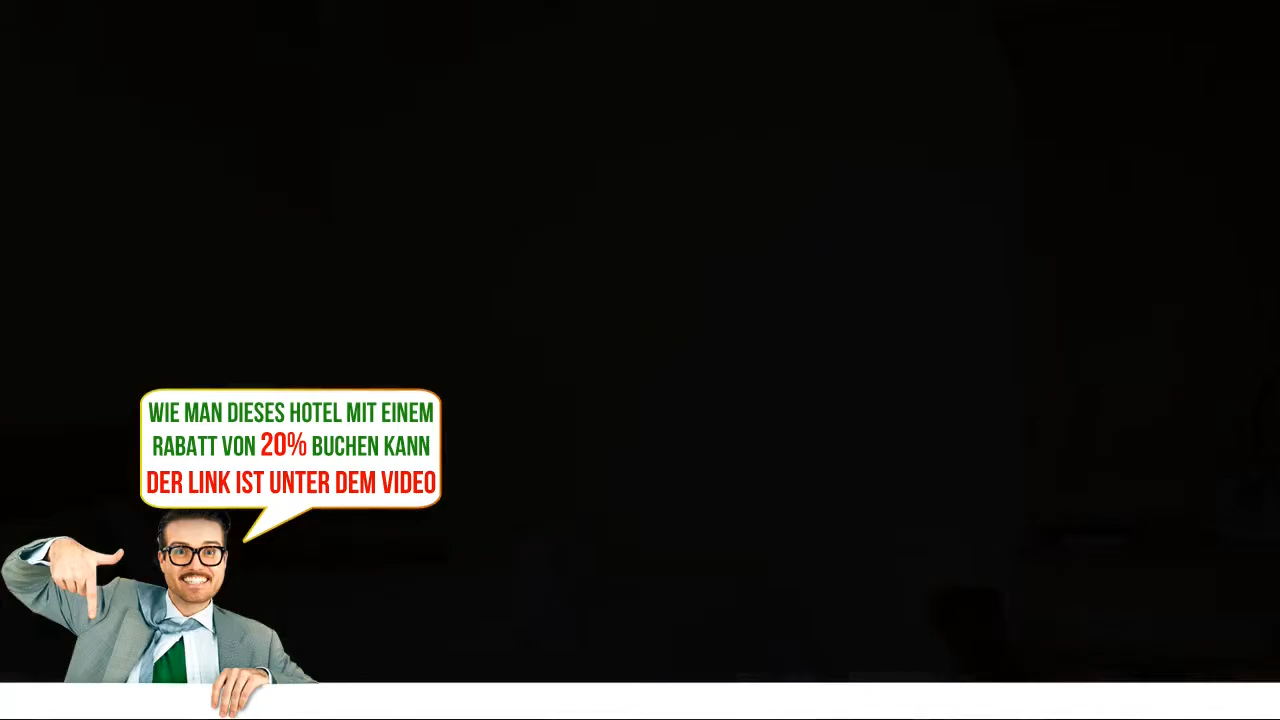 WIE MAN DIESES HOTEL MIT EINEM
RABATT VON 20% BUCHEN KANN
DER LINK IST UNTER DEM VIDEO